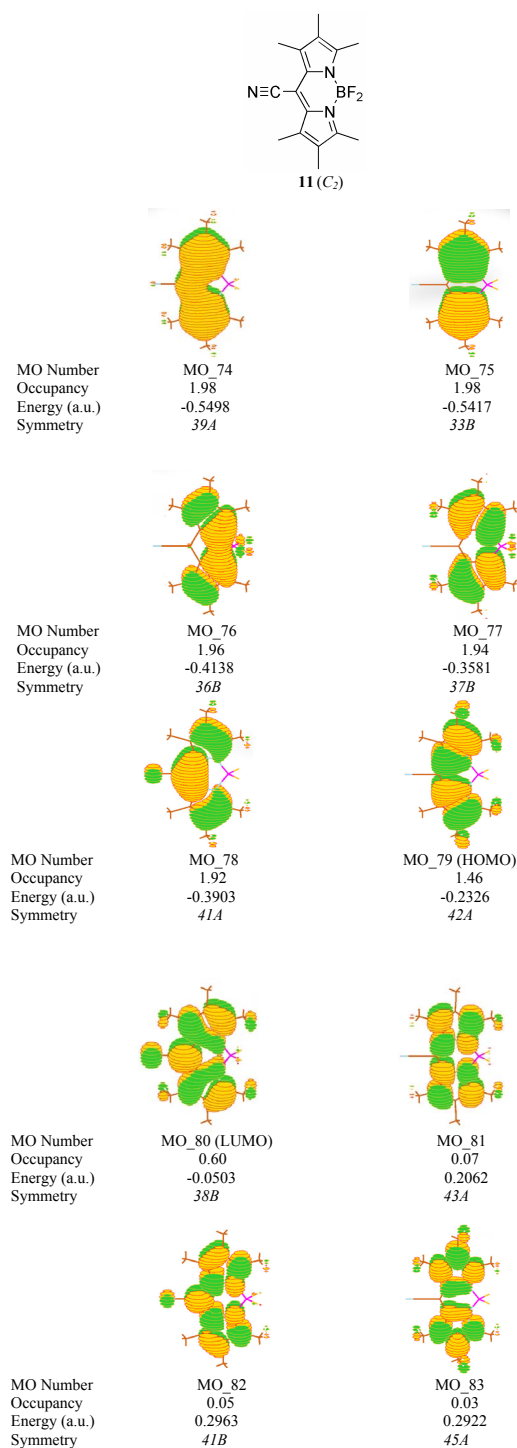 N≡C
N
BF2
N
11 (C2)
MO Number MO_74 MO_75
Occupancy 1.98 1.98
Energy (a.u.) -0.5498 -0.5417
Symmetry 39A 33B
MO Number MO_76 MO_77
Occupancy 1.96 1.94
Energy (a.u.) -0.4138 -0.3581
Symmetry 36B 37B
MO Number MO_78 MO_79 (HOMO)
Occupancy 1.92 1.46
Energy (a.u.) -0.3903 -0.2326
Symmetry 41A 42A
MO Number MO_80 (LUMO) MO_81
Occupancy 0.60 0.07
Energy (a.u.) -0.0503 0.2062
Symmetry 38B 43A
MO Number MO_82 MO_83
Occupancy 0.05 0.03
Energy (a.u.) 0.2963 0.2922
Symmetry 41B 45A